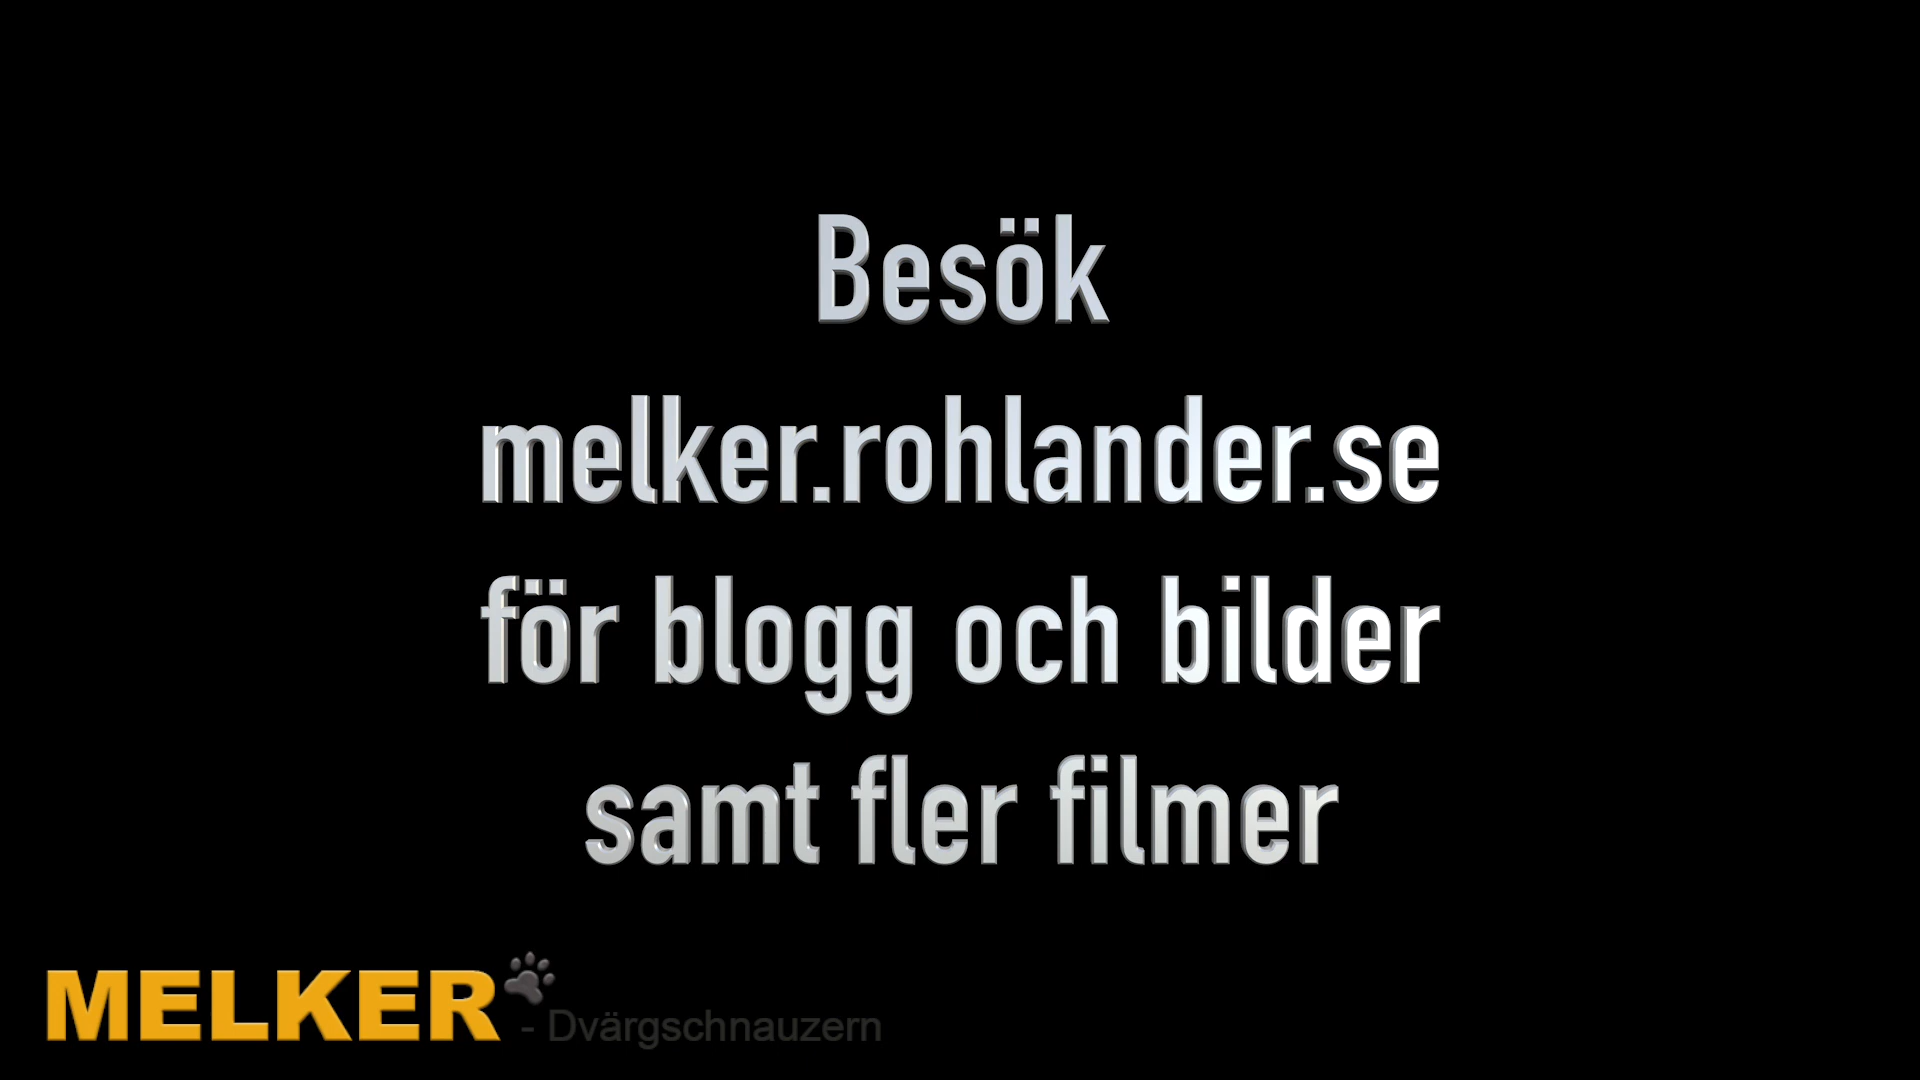 Besök
melker.rohlander.se
för blogg och bilder
samt fler filmer
MELKER - Dvärgschnauzern